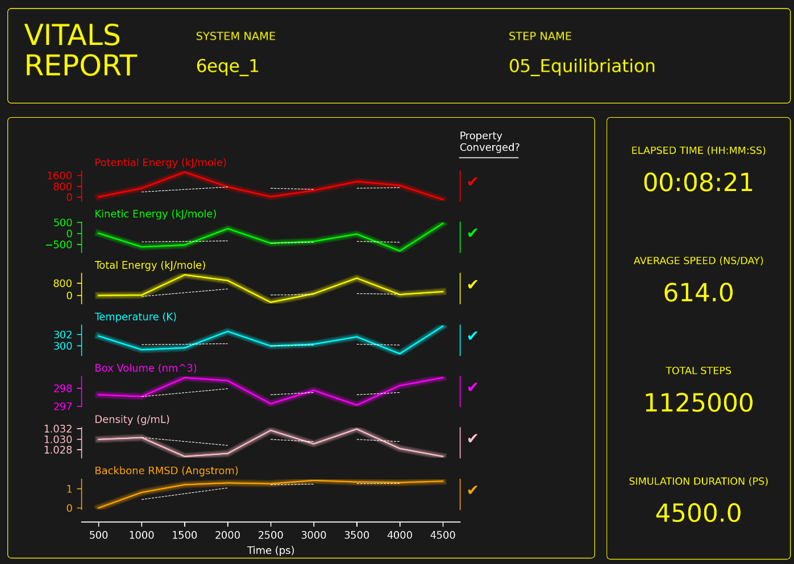 VITALS
REPORT
SYSTEM NAME
6eqe_1
STEP NAME
05_Equilibriation
Property
Converged?
Potential Energy (kJ/mole)
1600
800
0
✔
Kinetic Energy (kJ/mole)
500
0
−500
✔
Total Energy (kJ/mole)
800
0
✔
Temperature (K)
302
300
✔
Box Volume (nm^3)
298
297
✔
Density (g/mL)
1.032
1.030
1.028
✔
Backbone RMSD (Angstrom)
1
0
✔
500 1000 1500 2000 2500 3000 3500 4000 4500
Time (ps)
ELAPSED TIME (HH:MM:SS)
00:08:21
AVERAGE SPEED (NS/DAY)
614.0
TOTAL STEPS
1125000
SIMULATION DURATION (PS)
4500.0